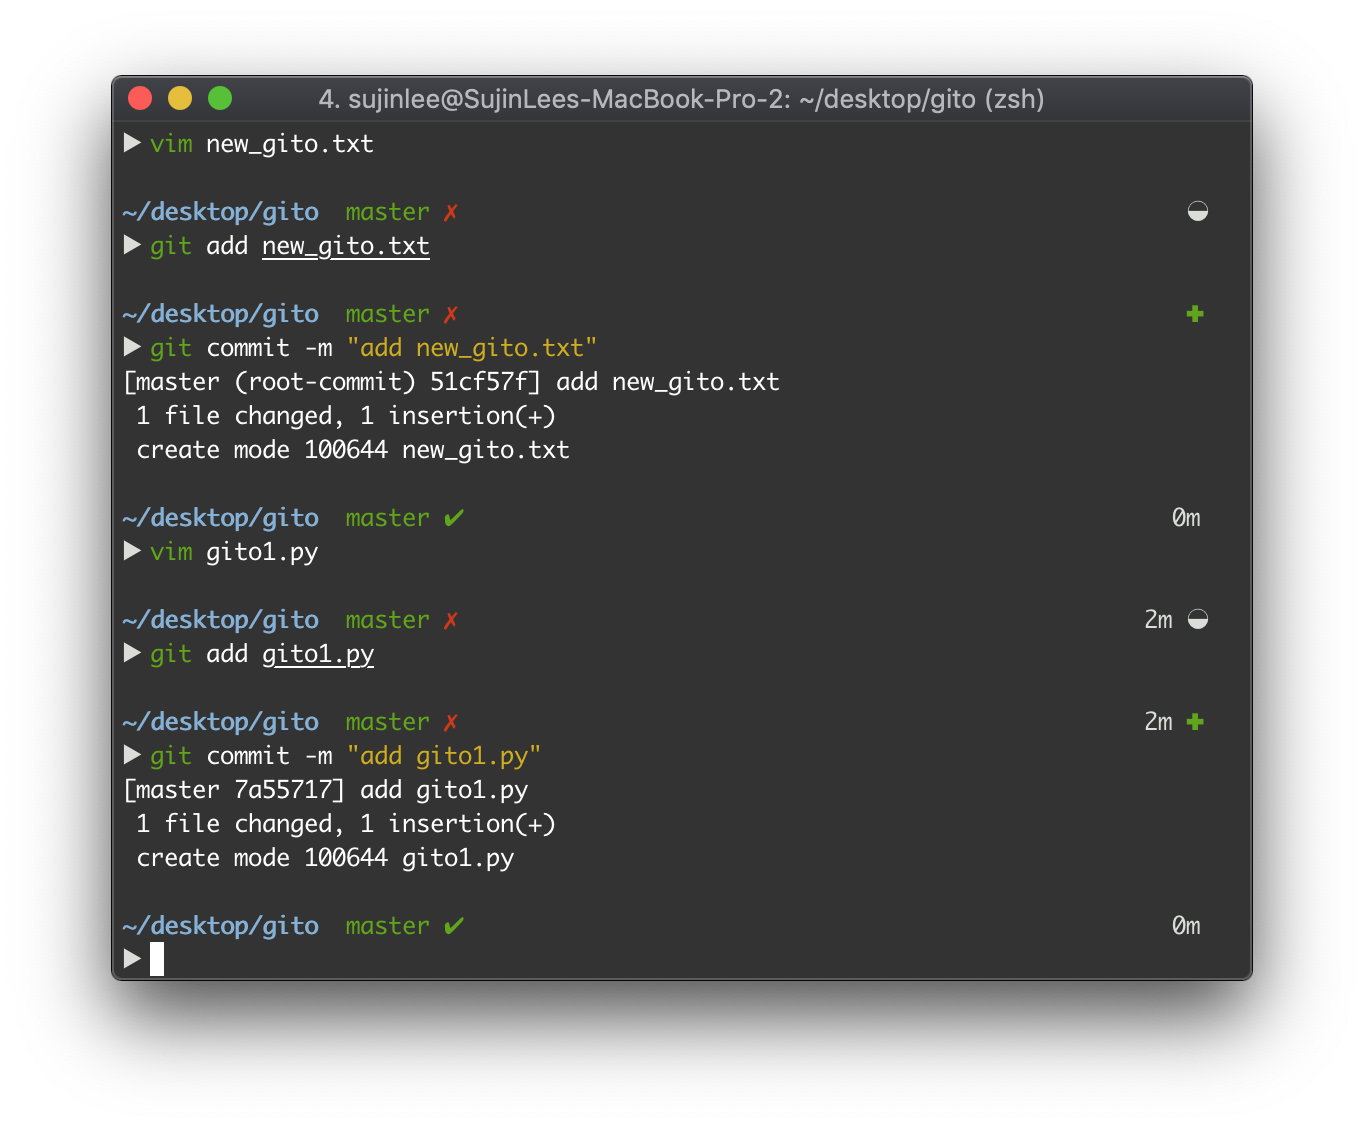 4. sujinlee@SujinLees-MacBook-Pro-2: ~/desktop/gito (zsh)
▶ vim new_gito.txt
~/desktop/gito  master ✗ ◒
▶ git add new_gito.txt
~/desktop/gito  master ✗ ✚
▶ git commit -m "add new_gito.txt"
[master (root-commit) 51cf57f] add new_gito.txt
 1 file changed, 1 insertion(+)
 create mode 100644 new_gito.txt
~/desktop/gito  master ✔ 0m
▶ vim gito1.py
~/desktop/gito  master ✗ 2m ◒
▶ git add gito1.py
~/desktop/gito  master ✗ 2m ✚
▶ git commit -m "add gito1.py"
[master 7a55717] add gito1.py
 1 file changed, 1 insertion(+)
 create mode 100644 gito1.py
~/desktop/gito  master ✔ 0m
▶